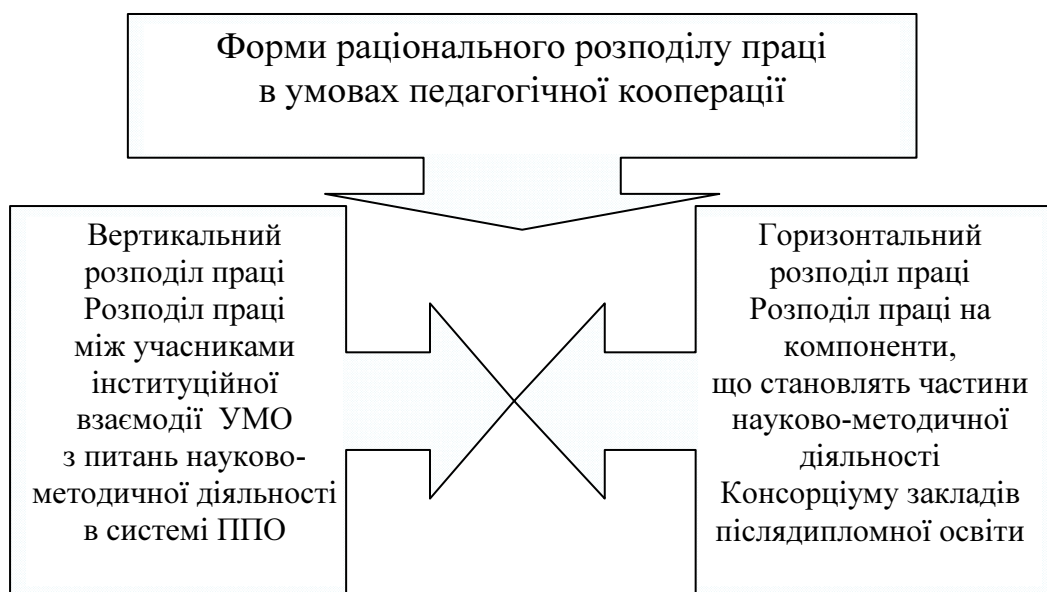 Форми раціонального розподілу праці
в умовах педагогічної кооперації
Вертикальний
розподіл праці
Розподіл праці
між учасниками
інституційної
взаємодії УМО
з питань науково-
методичної діяльності
в системі ППО
Горизонтальний
розподіл праці
Розподіл праці на
компоненти,
що становлять частини
науково-методичної
діяльності
Консорціуму закладів
післядипломної освіти